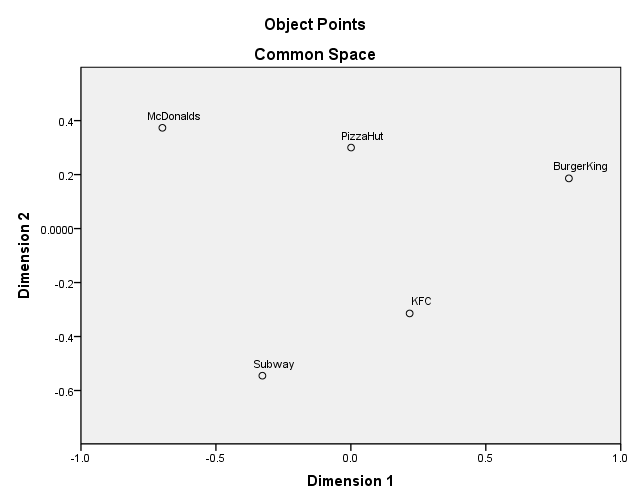 Object Points
Common Space
McDonalds
PizzaHut
BurgerKing
KFC
Subway
0.4
0.2
0.0000
-0.2
-0.4
-0.6
Dimension 2
-1.0 -0.5 0.0 0.5 1.0
Dimension 1